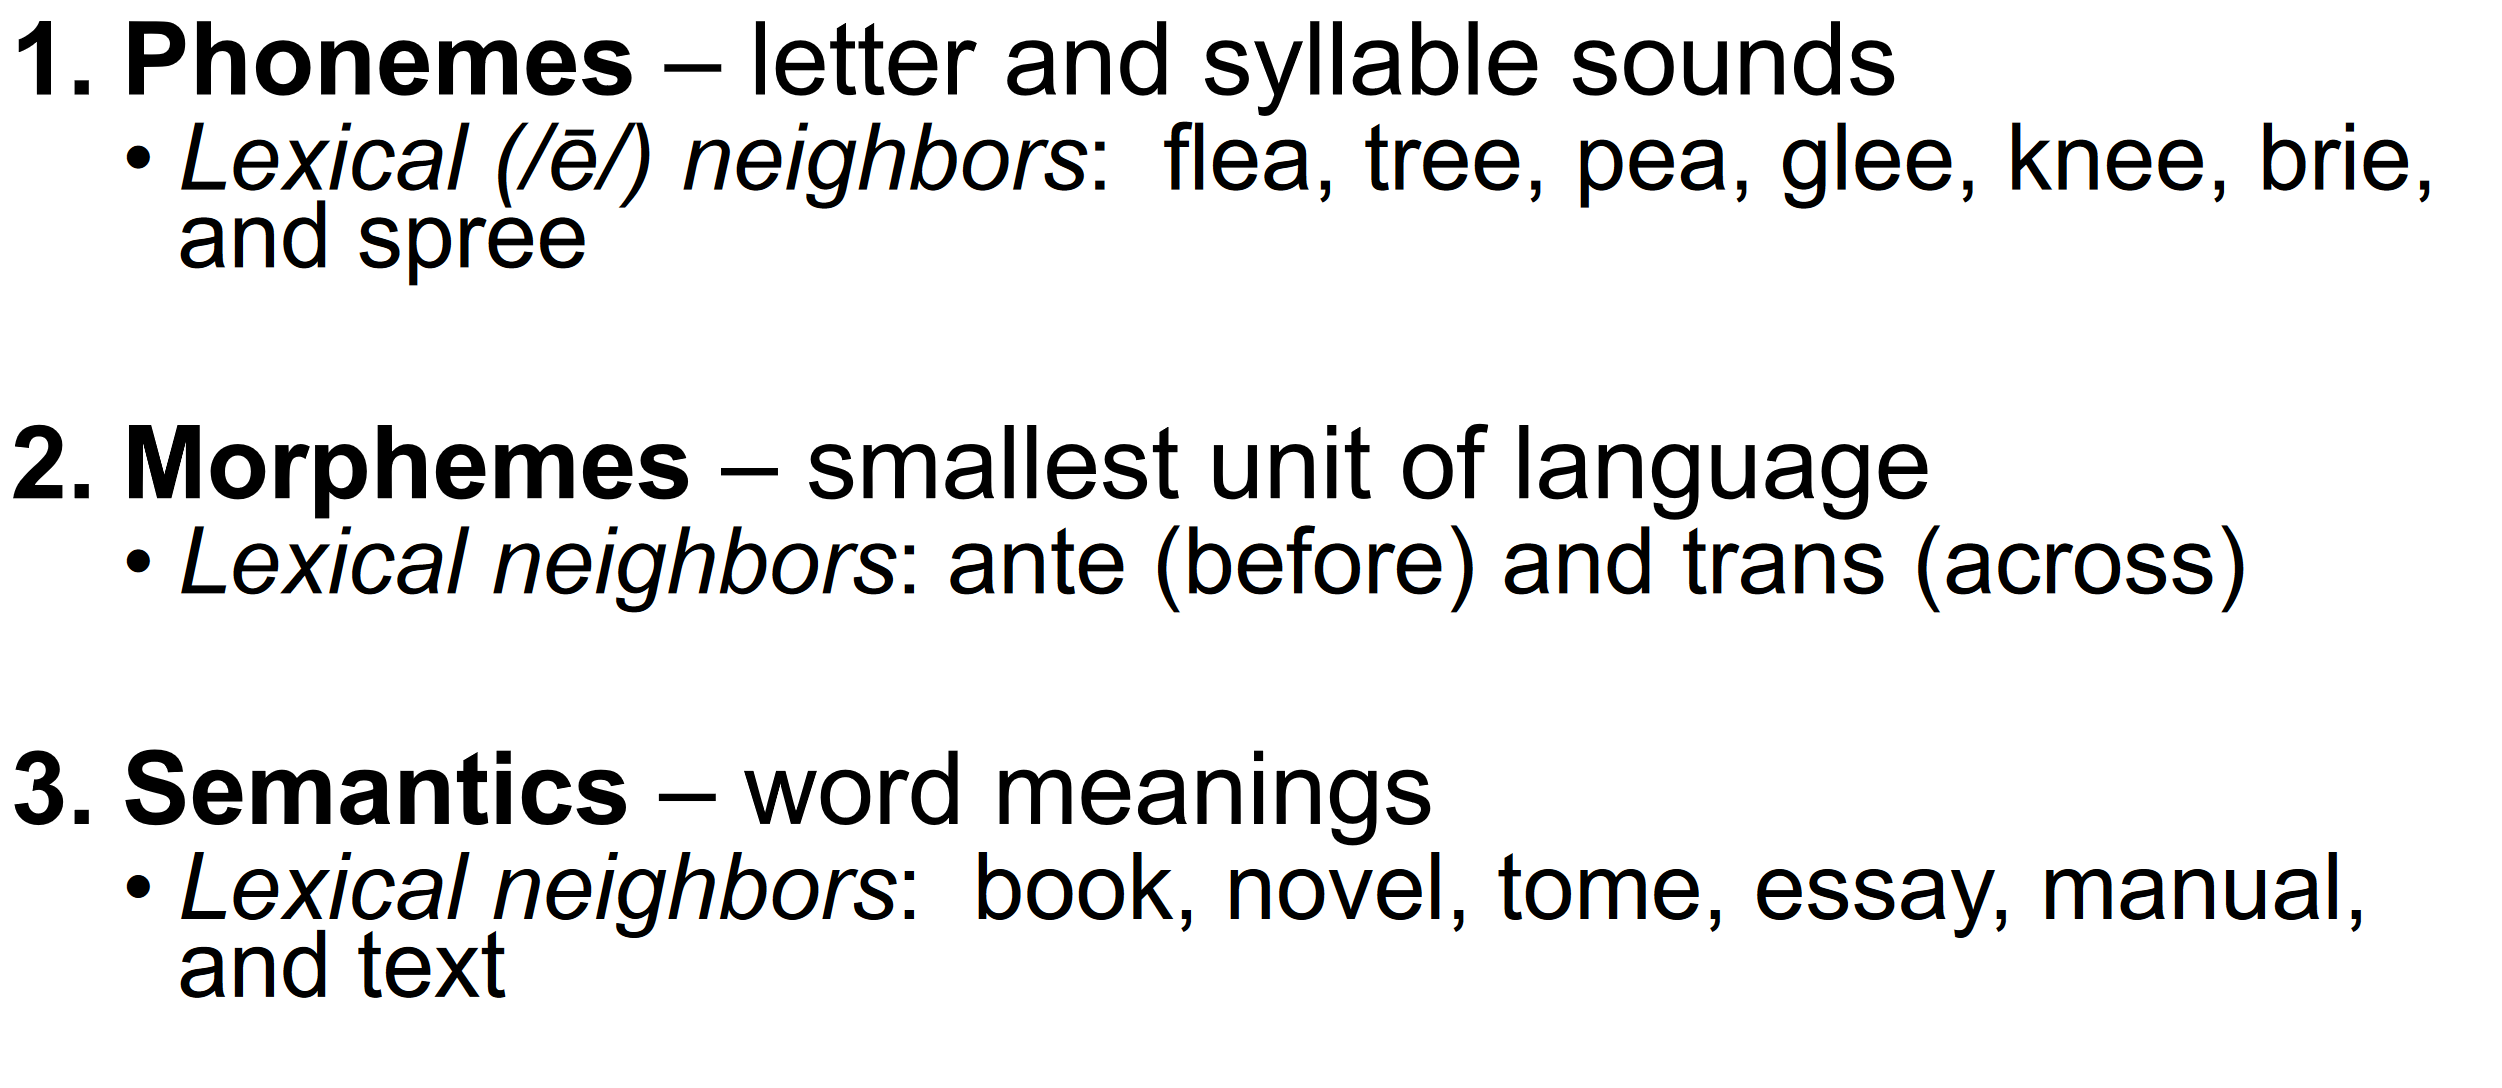 1. Phonemes – letter and syllable sounds
• Lexical (/ē/) neighbors:  flea, tree, pea, glee, knee, brie,
and spree
2. Morphemes – smallest unit of language
• Lexical neighbors: ante (before) and trans (across)
3. Semantics – word meanings
• Lexical neighbors:  book, novel, tome, essay, manual,
and text